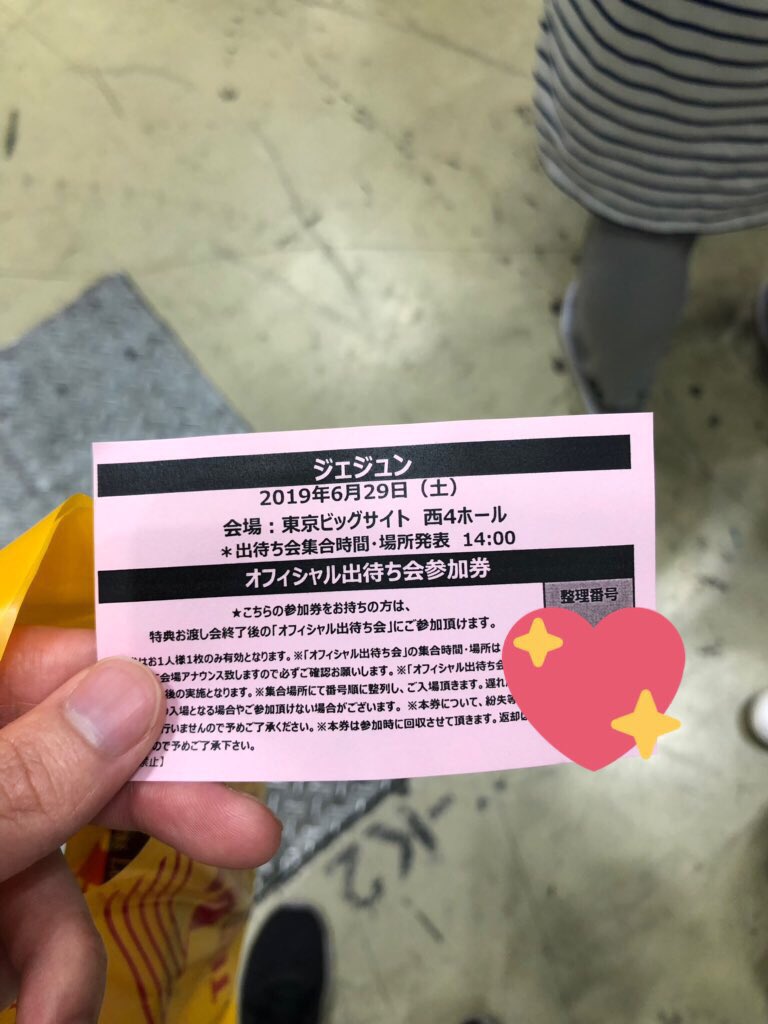 ジェジュン
2019年6月29日（土）
会場：東京ビッグサイト 西4ホール
＊出待ち会集合時間・場所発表 14:00
オフィシャル出待ち会参加券
整理番号
★こちらの参加券をお持ちの方は、
特典お渡し会終了後の「オフィシャル出待ち会」にご参加頂けます。
はお1人様1枚のみ有効となります。※「オフィシャル出待ち会」の集合時間・場所は
会場アナウンス致しますので必ずご確認お願いします。※「オフィシャル出待ち会
後の実施となります。※集合場所にて番号順に整列し、ご入場頂きます。遅れ
入場となる場合やご参加頂けない場合がございます。 ※本券について、紛失等
行いませんので予めご了承ください。※本券は参加時に回収させて頂きます。返却
ので予めご了承下さい。
禁止】
K2